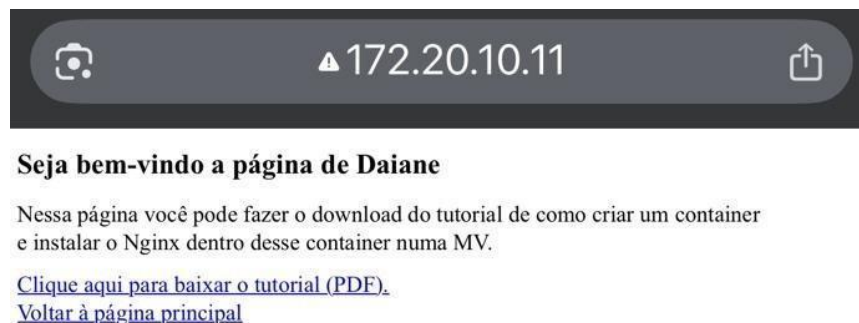 172.20.10.11
Seja bem-vindo a página de Daiane
Nessa página você pode fazer o download do tutorial de como criar um container
e instalar o Nginx dentro desse container numa MV.
Clique aqui para baixar o tutorial (PDF).
Voltar à página principal